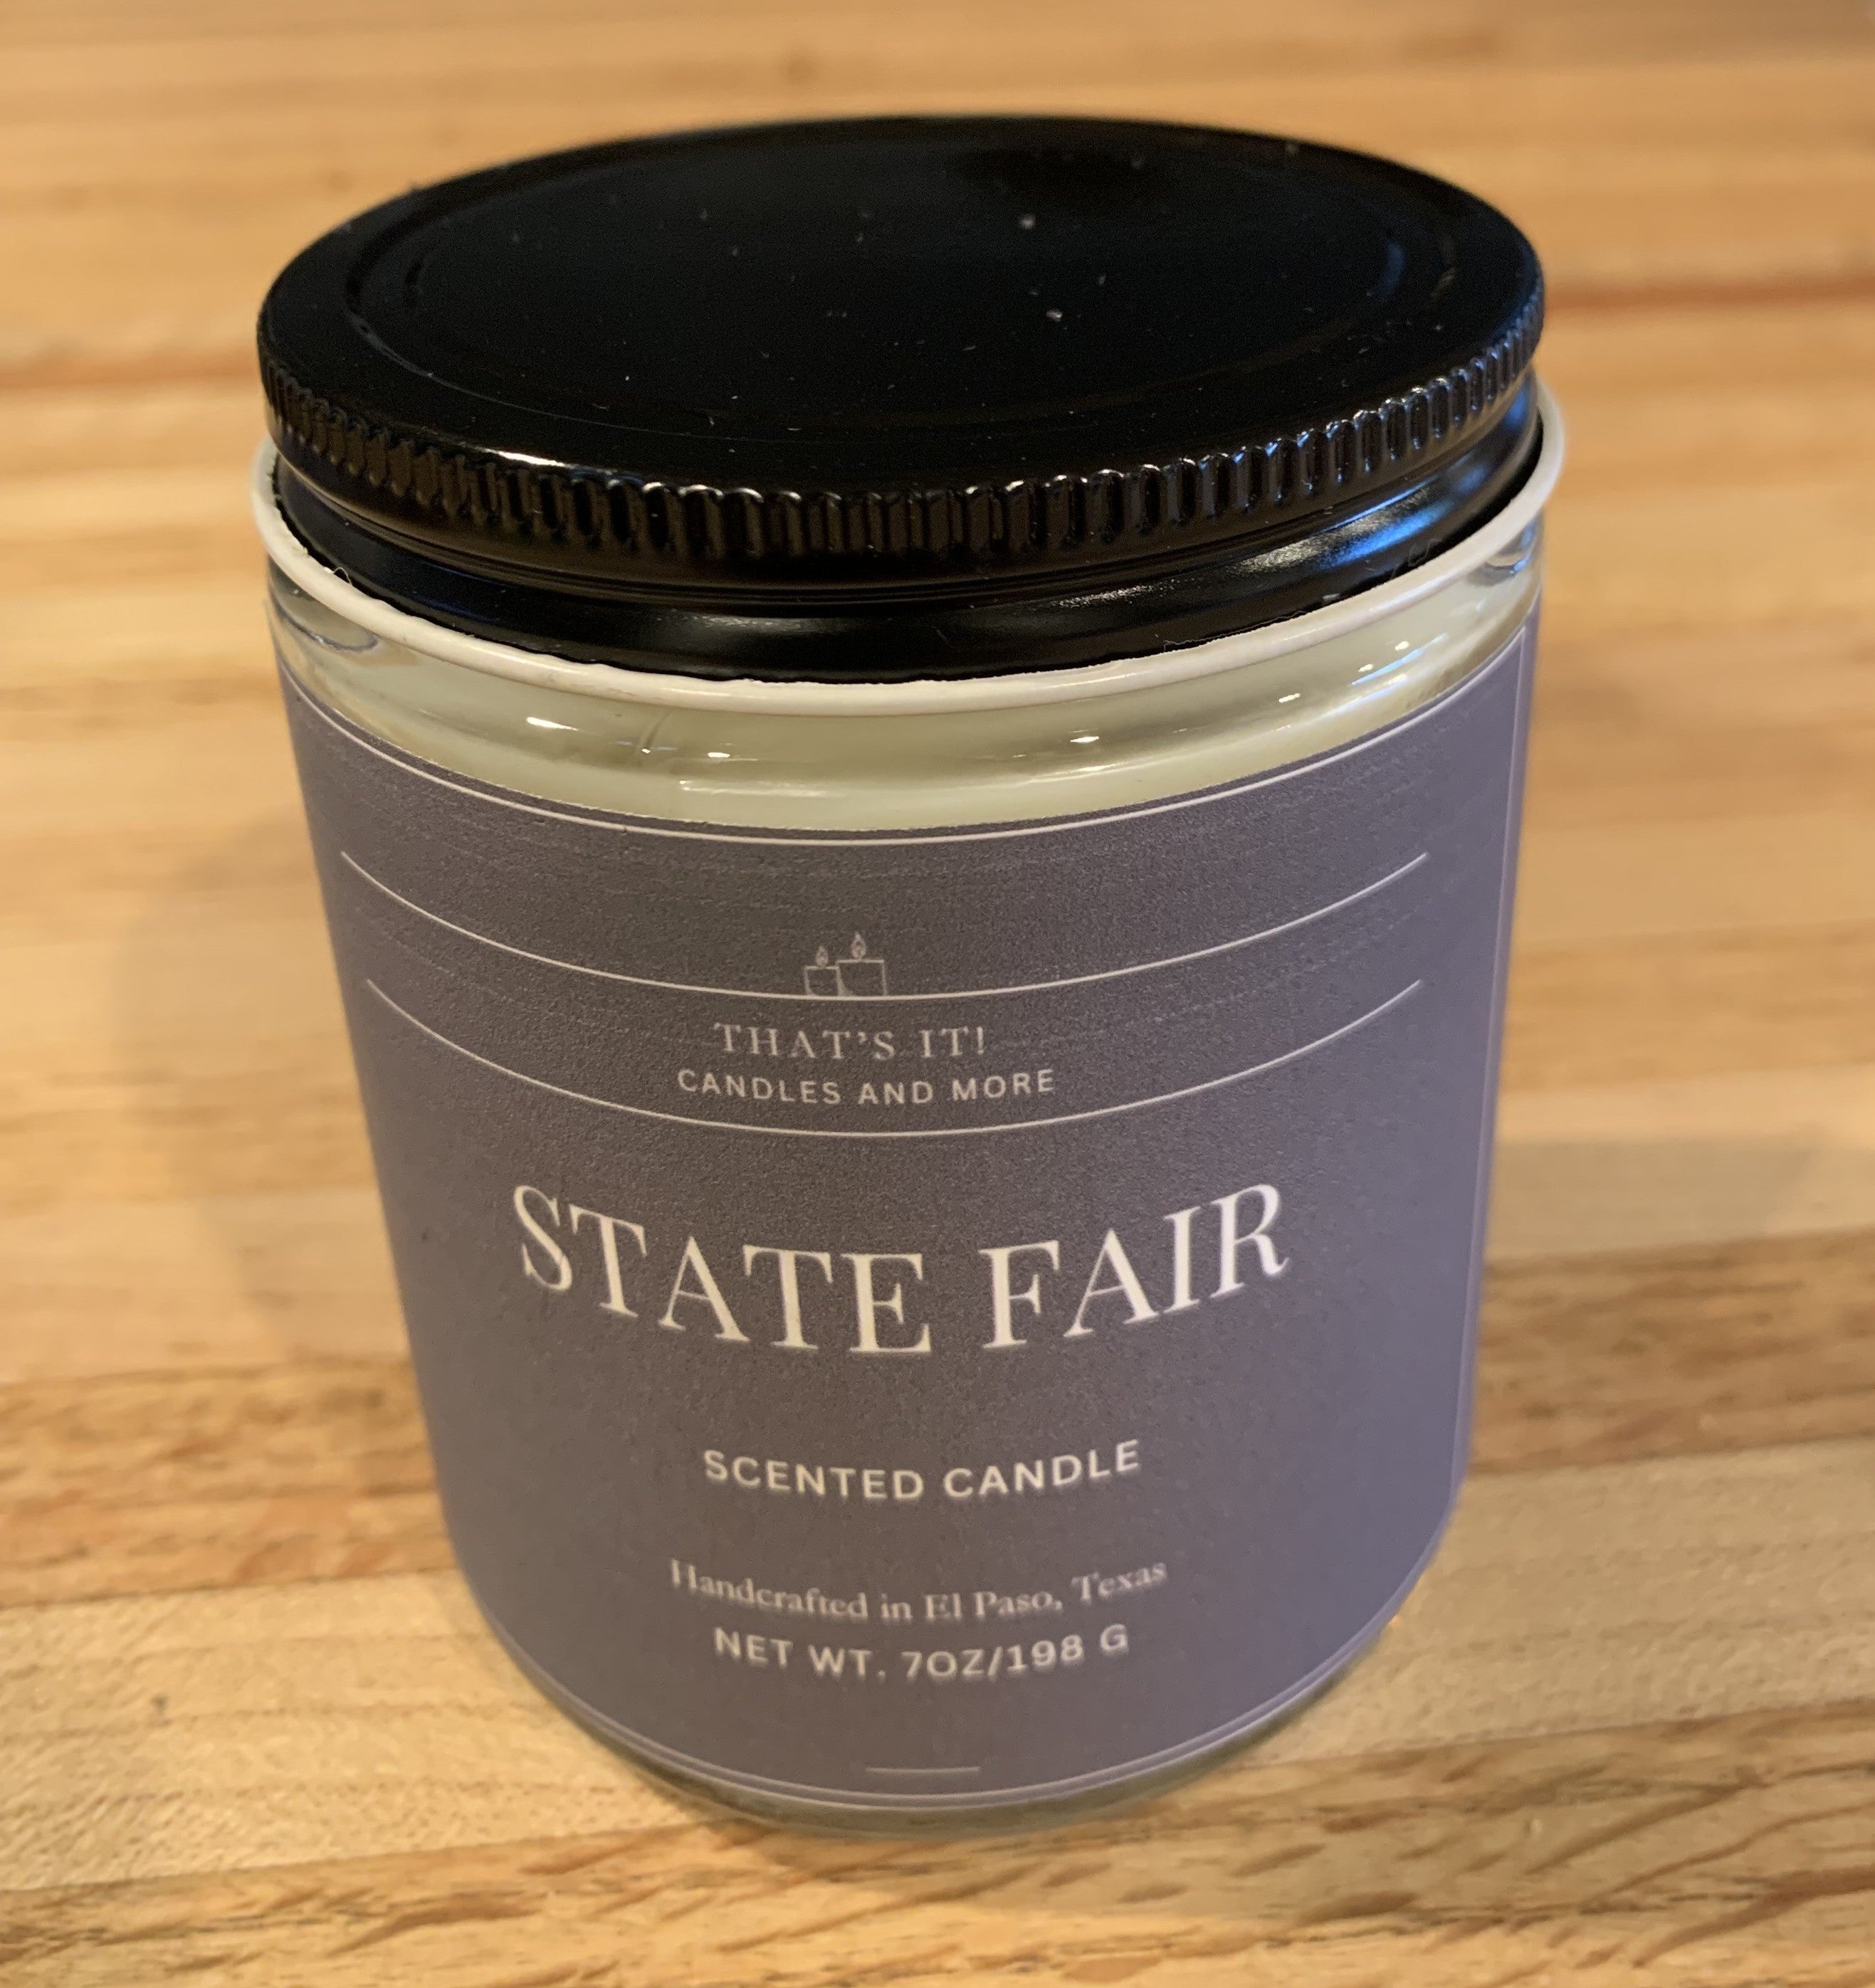 THAT'S IT!
CANDLES AND MORE
STATE FAIR
SCENTED CANDLE
Handcrafted in El Paso, Texas
NET WT. 7OZ/198 G